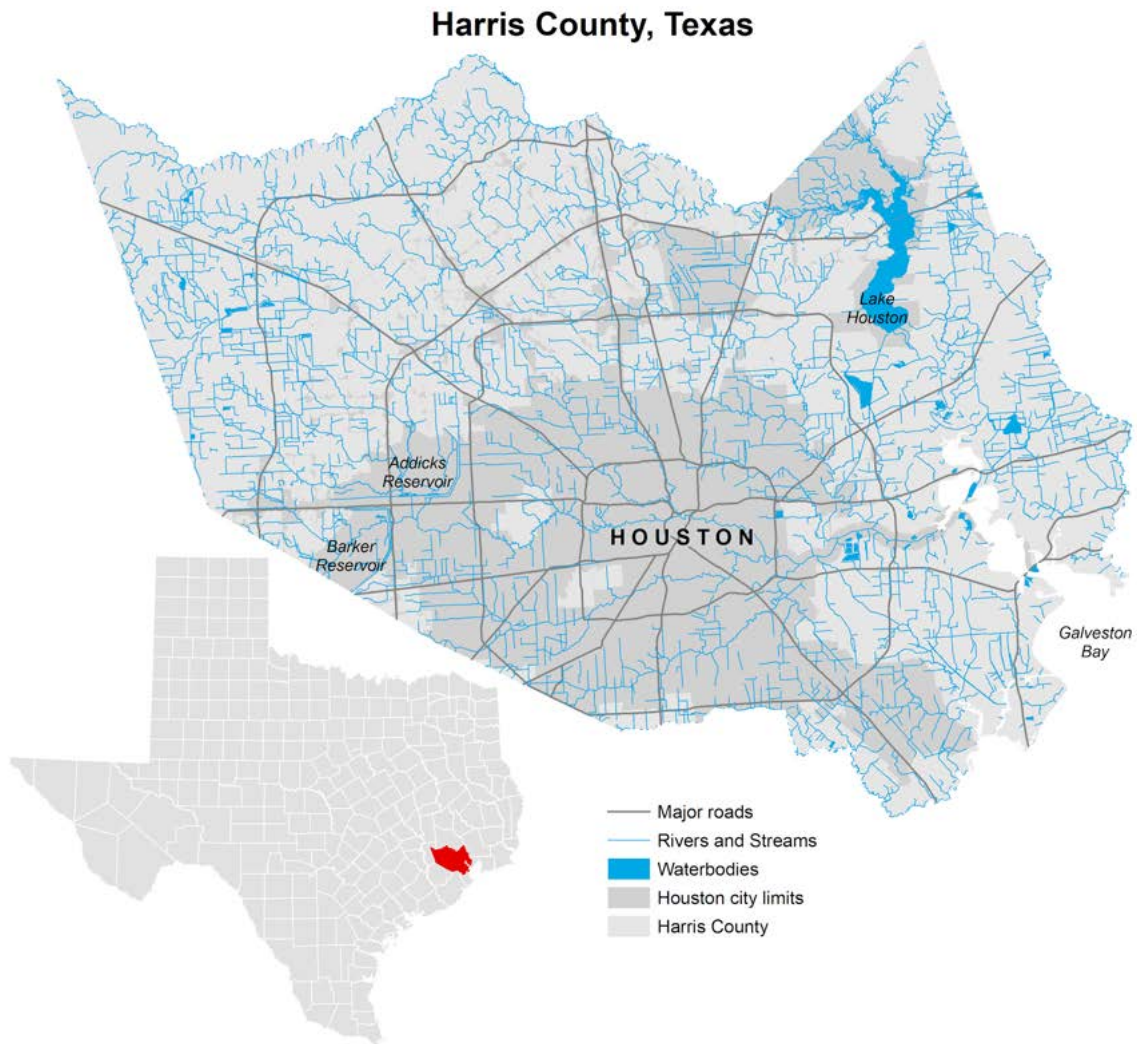 Harris County, Texas
Lake
Houston
Addicks
Reservoir
HOUSTON
Barker
Reservoir
Galveston
Bay
Major roads
Rivers and Streams
Waterbodies
Houston city limits
Harris County